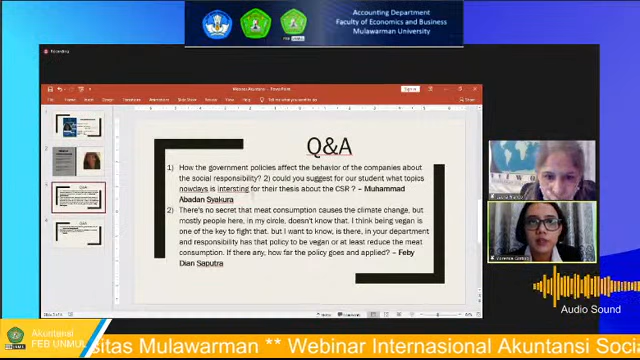 Accounting Department
Faculty of Economics and Business
Mulawarman University
Q&A
1) How the government policies affect the behavior of the companies about
the social responsibility? 2) could you suggest for our student what topics
nowdays is intersting for their thesis about the CSR ? – Muhammad
Abadan Syakura
2) There's no secret that meat consumption causes the climate change, but
mostly people here, in my circle, doesn't know that. I think being vegan is
one of the key to fight that. but I want to know, is there, in your department
and responsibility has that policy to be vegan or at least reduce the meat
consumption. If there any, how far the policy goes and applied? – Feby
Dian Saputra
Audio Sound
Akuntansi
FEB UNMUL
sitas Mulawarman ** Webinar Internasional Akuntansi Soci